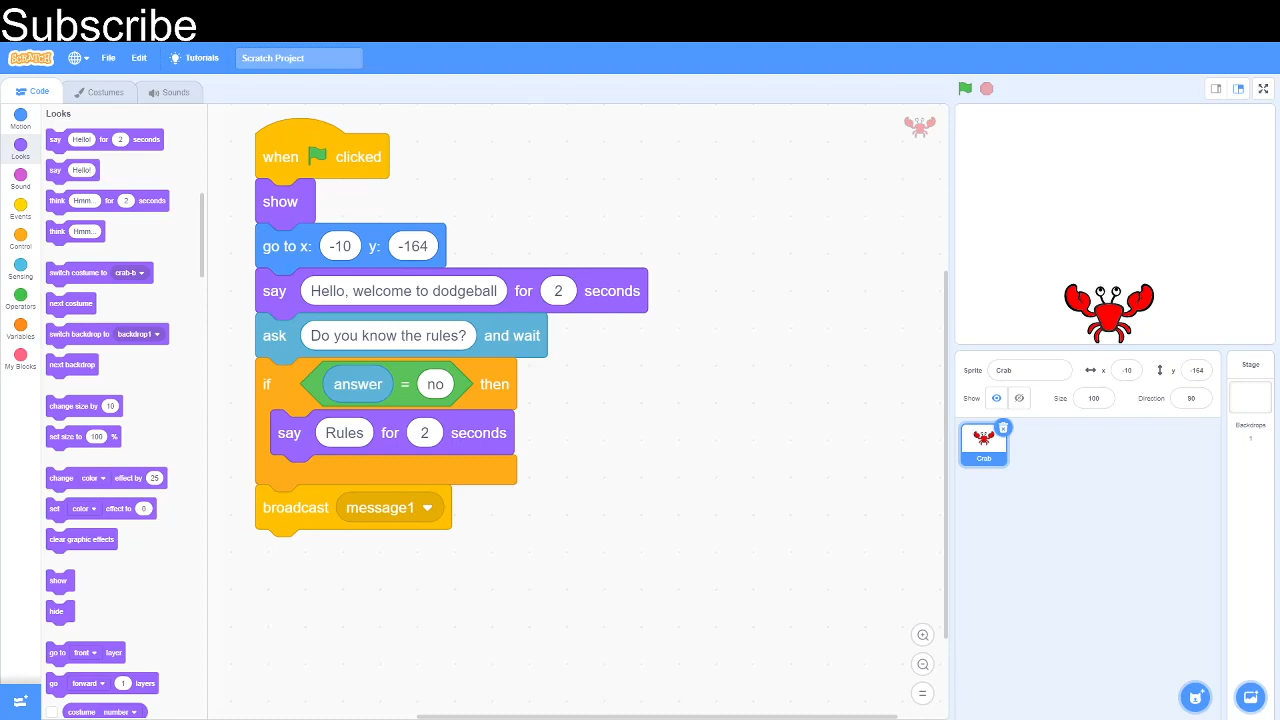 Subscribe
SCRATCH File Edit Tutorials Scratch Project
Code Costumes Sounds
Motion
Looks
Sound
Events
Control
Sensing
Operators
Variables
My Blocks
Looks
say Hello! for 2 seconds
say Hello!
think Hmm... for 2 seconds
think Hmm...
switch costume to crab-b
next costume
switch backdrop to backdrop1
next backdrop
change size by 10
set size to 100 %
change color effect by 25
set color effect to 0
clear graphic effects
show
hide
go to front layer
go forward 1 layers
costume number
when clicked
show
go to x: -10 y: -164
say Hello, welcome to dodgeball for 2 seconds
ask Do you know the rules? and wait
if answer = no then
say Rules for 2 seconds
broadcast message1
Sprite Crab x -10 y -164
Show Size 100 Direction 90
Crab
Stage
Backdrops
1